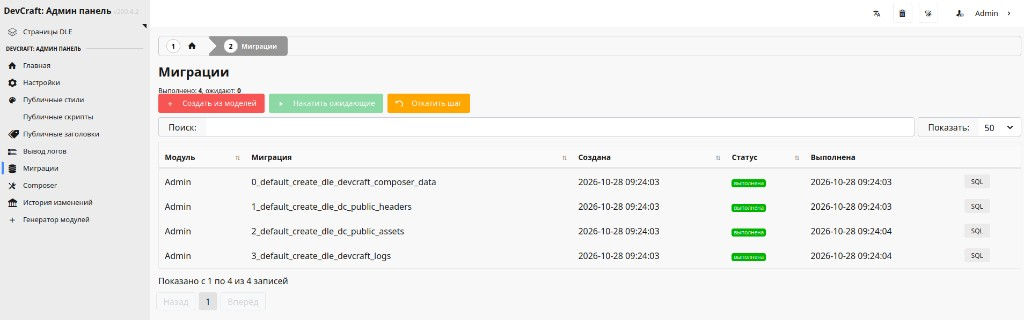 DevCraft: Админ панель v200.4.2
Admin
Страницы DLE
DEVCRAFT: АДМИН ПАНЕЛЬ
Главная
Настройки
Публичные стили
Публичные скрипты
Публичные заголовки
Вывод логов
Миграции
Composer
История изменений
Генератор модулей
1
2 Миграции
Миграции
Выполнено: 4, ожидают: 0
Создать из моделей
Накатить ожидающие
Откатить шаг
Поиск:
Показать: 50
Модуль Миграция Создана Статус Выполнена
Admin 0_default_create_dle_devcraft_composer_data 2026-10-28 09:24:03 выполнена 2026-10-28 09:24:03 SQL
Admin 1_default_create_dle_dc_public_headers 2026-10-28 09:24:03 выполнена 2026-10-28 09:24:03 SQL
Admin 2_default_create_dle_dc_public_assets 2026-10-28 09:24:03 выполнена 2026-10-28 09:24:04 SQL
Admin 3_default_create_dle_devcraft_logs 2026-10-28 09:24:03 выполнена 2026-10-28 09:24:04 SQL
Показано с 1 по 4 из 4 записей
Назад 1 Вперед